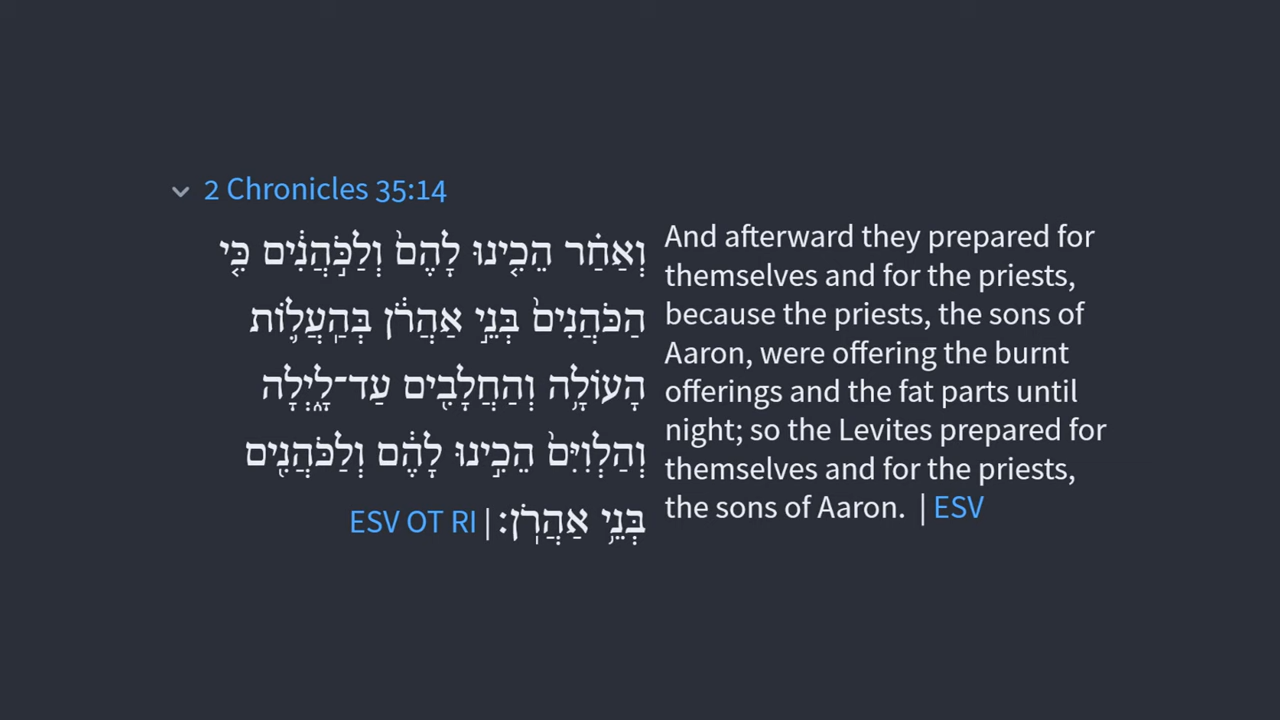 2 Chronicles 35:14
וְאַחַ֗ר הֵכִ֤ינוּ לָהֶם֙ וְלַכֹּ֣הֲנִ֔ים כִּ֤י
הַכֹּהֲנִים֙ בְּנֵ֣י אַהֲרֹ֔ן בְּהַֽעֲל֛וֹת
הָעוֹלָ֥ה וְהַחֲלָבִ֖ים עַד־לָ֑יְלָה
וְהַלְוִיִּם֙ הֵכִ֣ינוּ לָהֶ֔ם וְלַכֹּהֲנִ֖ים
בְּנֵ֥י אַהֲרֹֽן׃ | ESV OT RI
And afterward they prepared for
themselves and for the priests,
because the priests, the sons of
Aaron, were offering the burnt
offerings and the fat parts until
night; so the Levites prepared for
themselves and for the priests,
the sons of Aaron. | ESV